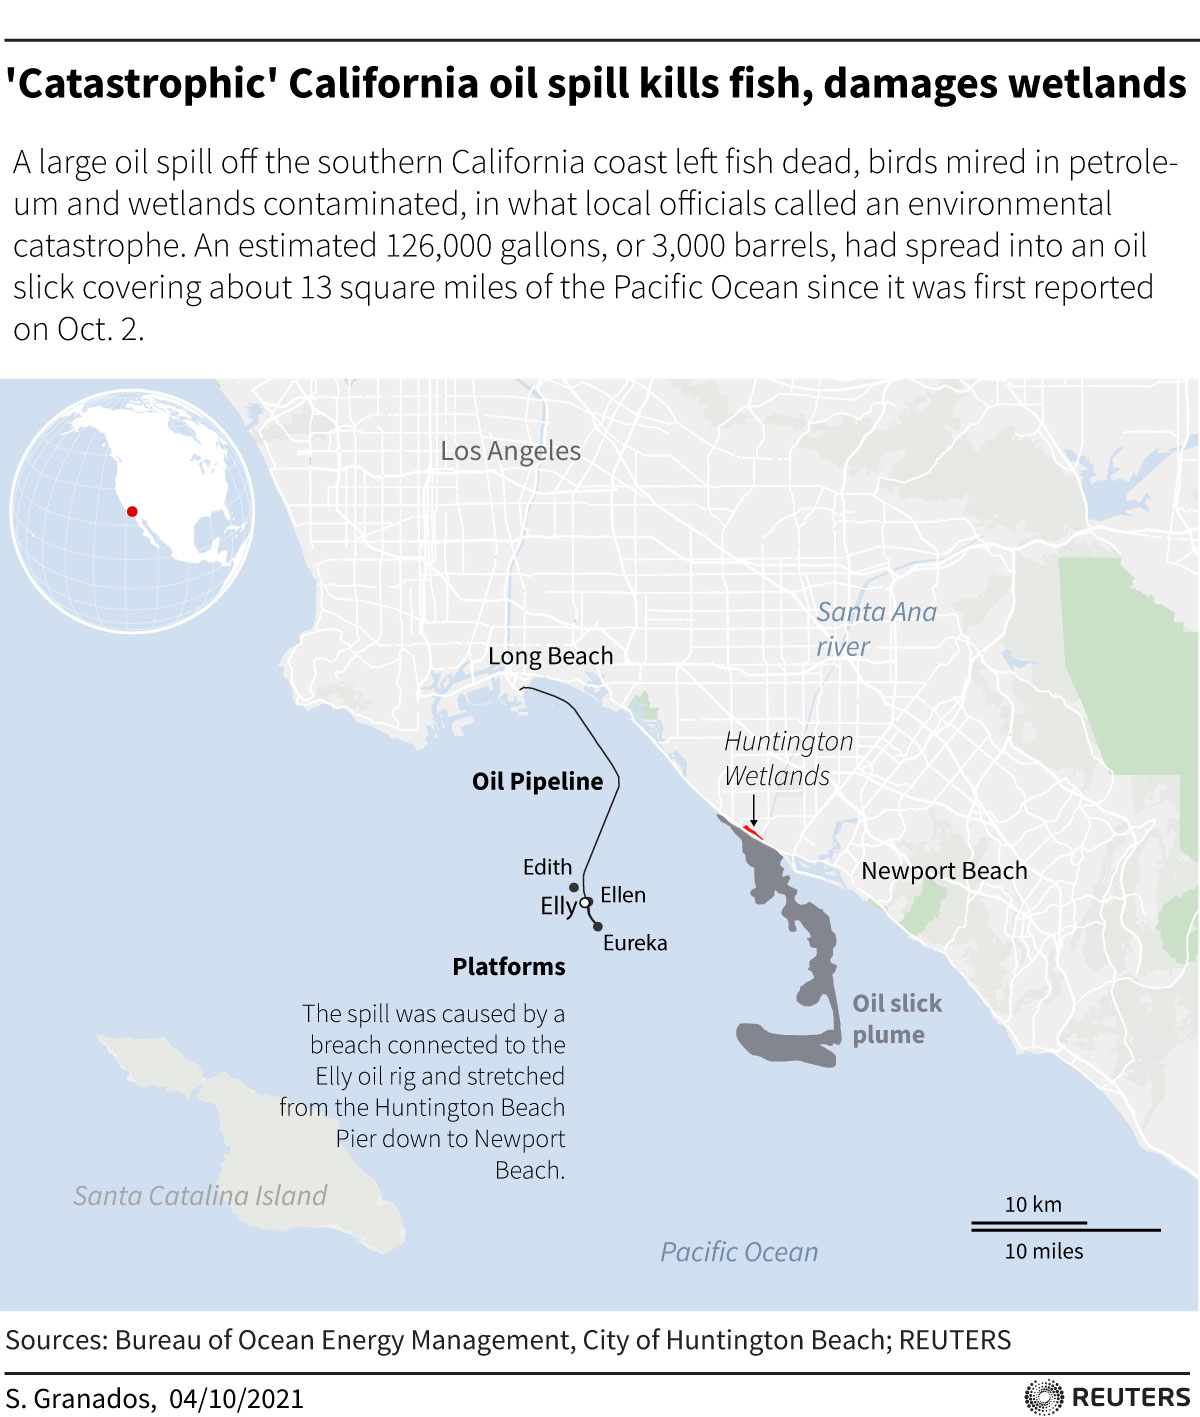 'Catastrophic' California oil spill kills fish, damages wetlands
A large oil spill off the southern California coast left fish dead, birds mired in petrole-
um and wetlands contaminated, in what local officials called an environmental
catastrophe. An estimated 126,000 gallons, or 3,000 barrels, had spread into an oil
slick covering about 13 square miles of the Pacific Ocean since it was first reported
on Oct. 2.
Los Angeles
Santa Ana
river
Long Beach
Huntington
Wetlands
Oil Pipeline
Edith
Newport Beach
Ellen
Elly
Eureka
Platforms
The spill was caused by a
breach connected to the
Elly oil rig and stretched
from the Huntington Beach
Pier down to Newport
Beach.
Oil slick
plume
Santa Catalina Island
10 km
10 miles
Pacific Ocean
Sources: Bureau of Ocean Energy Management, City of Huntington Beach; REUTERS
S. Granados, 04/10/2021
REUTERS